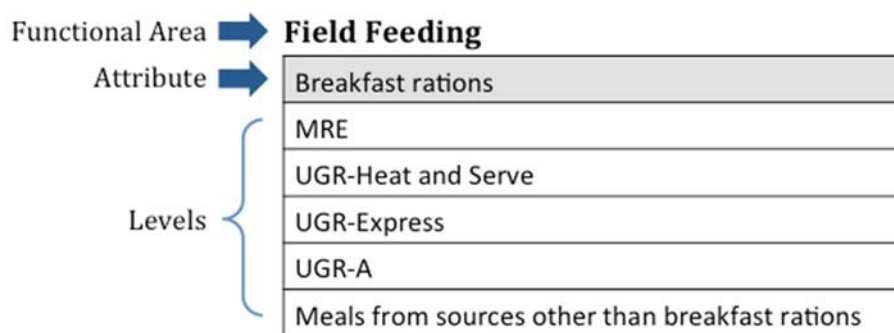 Functional Area Field Feeding
Attribute Breakfast rations
MRE
UGR-Heat and Serve
Levels UGR-Express
UGR-A
Meals from sources other than breakfast rations